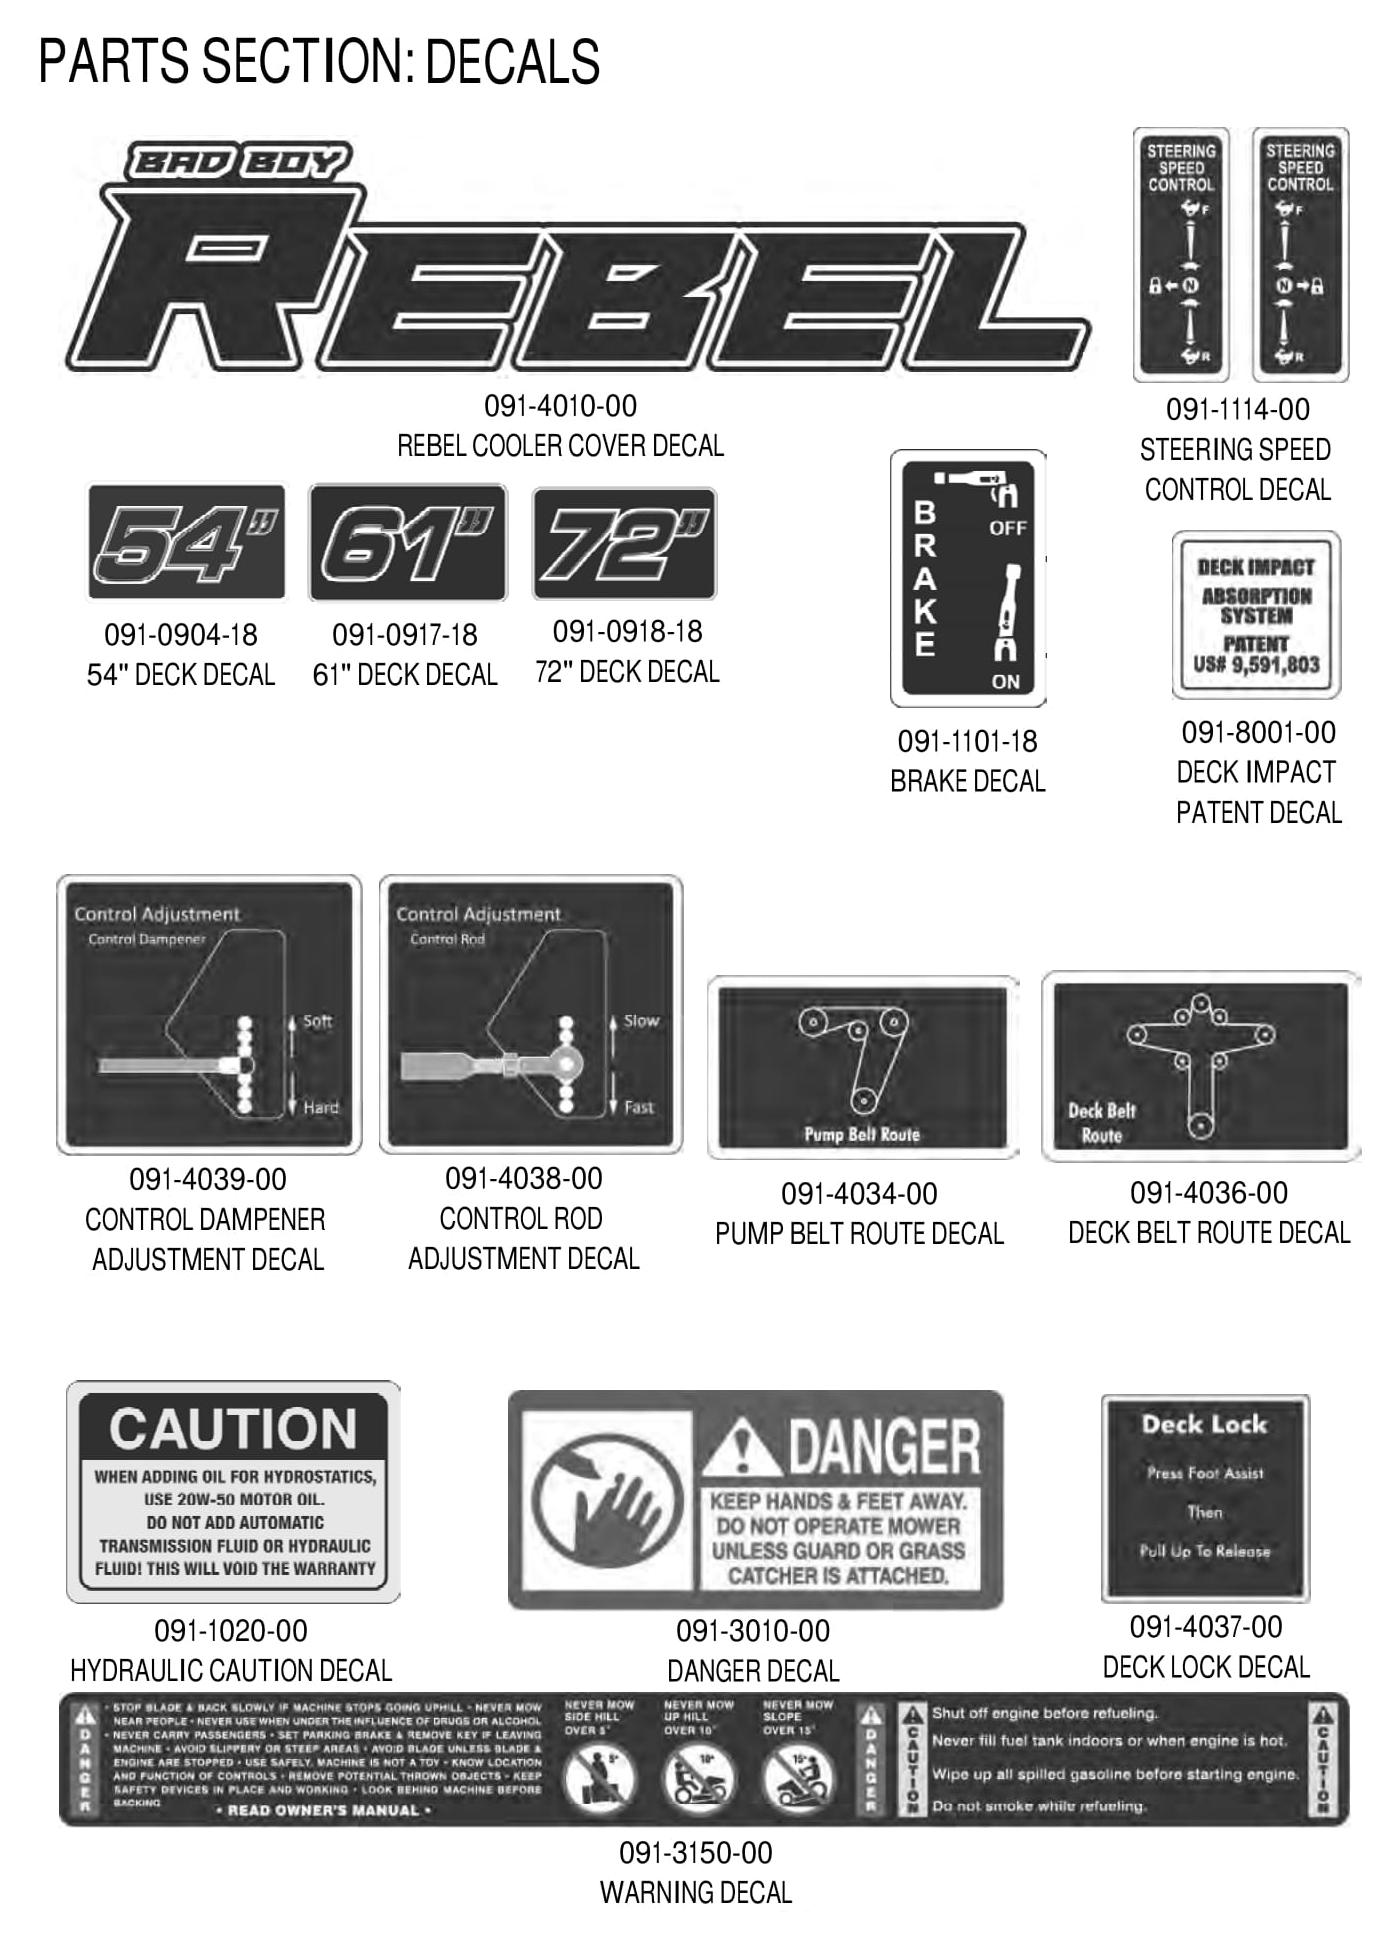 PARTS SECTION: DECALS
BAD BOY
REBEL
091-4010-00
REBEL COOLER COVER DECAL
STEERING
SPEED
CONTROL
F
N
R
STEERING
SPEED
CONTROL
F
N
R
091-1114-00
STEERING SPEED
CONTROL DECAL
54"
091-0904-18
54" DECK DECAL
61"
091-0917-18
61" DECK DECAL
72"
091-0918-18
72" DECK DECAL
BRAKE
OFF
ON
091-1101-18
BRAKE DECAL
DECK IMPACT
ABSORPTION
SYSTEM
PATENT
US# 9,591,803
091-8001-00
DECK IMPACT
PATENT DECAL
Control Adjustment
Control Dampener
Soft
Hard
091-4039-00
CONTROL DAMPENER
ADJUSTMENT DECAL
Control Adjustment
Control Rod
Slow
Fast
091-4038-00
CONTROL ROD
ADJUSTMENT DECAL
Pump Belt Route
091-4034-00
PUMP BELT ROUTE DECAL
Deck Belt
Route
091-4036-00
DECK BELT ROUTE DECAL
CAUTION
WHEN ADDING OIL FOR HYDROSTATICS,
USE 20W-50 MOTOR OIL.
DO NOT ADD AUTOMATIC
TRANSMISSION FLUID OR HYDRAULIC
FLUID! THIS WILL VOID THE WARRANTY
091-1020-00
HYDRAULIC CAUTION DECAL
DANGER
KEEP HANDS & FEET AWAY.
DO NOT OPERATE MOWER
UNLESS GUARD OR GRASS
CATCHER IS ATTACHED.
091-3010-00
DANGER DECAL
Deck Lock
Press Foot Assist
Then
Pull Up To Release
091-4037-00
DECK LOCK DECAL
DANGER
• STOP BLADE & BACK SLOWLY IF MACHINE STOPS GOING UPHILL • NEVER MOW
NEAR PEOPLE • NEVER USE WHEN UNDER THE INFLUENCE OF DRUGS OR ALCOHOL
• NEVER CARRY PASSENGERS • SET PARKING BRAKE & REMOVE KEY IF LEAVING
MACHINE • AVOID SLIPPERY OR STEEP AREAS • AVOID BLADE UNLESS BLADE &
ENGINE ARE STOPPED • USE SAFELY, MACHINE IS NOT A TOY • KNOW LOCATION
AND FUNCTION OF CONTROLS • REMOVE POTENTIAL THROWN OBJECTS • KEEP
SAFETY DEVICES IN PLACE AND WORKING • LOOK BEHIND MACHINE BEFORE
BACKING
• READ OWNER'S MANUAL •
NEVER MOW
SIDE HILL
OVER 5°
5°
NEVER MOW
UP HILL
OVER 10°
10°
NEVER MOW
SLOPE
OVER 15°
15°
DANGER
CAUTION
Shut off engine before refueling.
Never fill fuel tank indoors or when engine is hot.
Wipe up all spilled gasoline before starting engine.
Do not smoke while refueling.
CAUTION
091-3150-00
WARNING DECAL